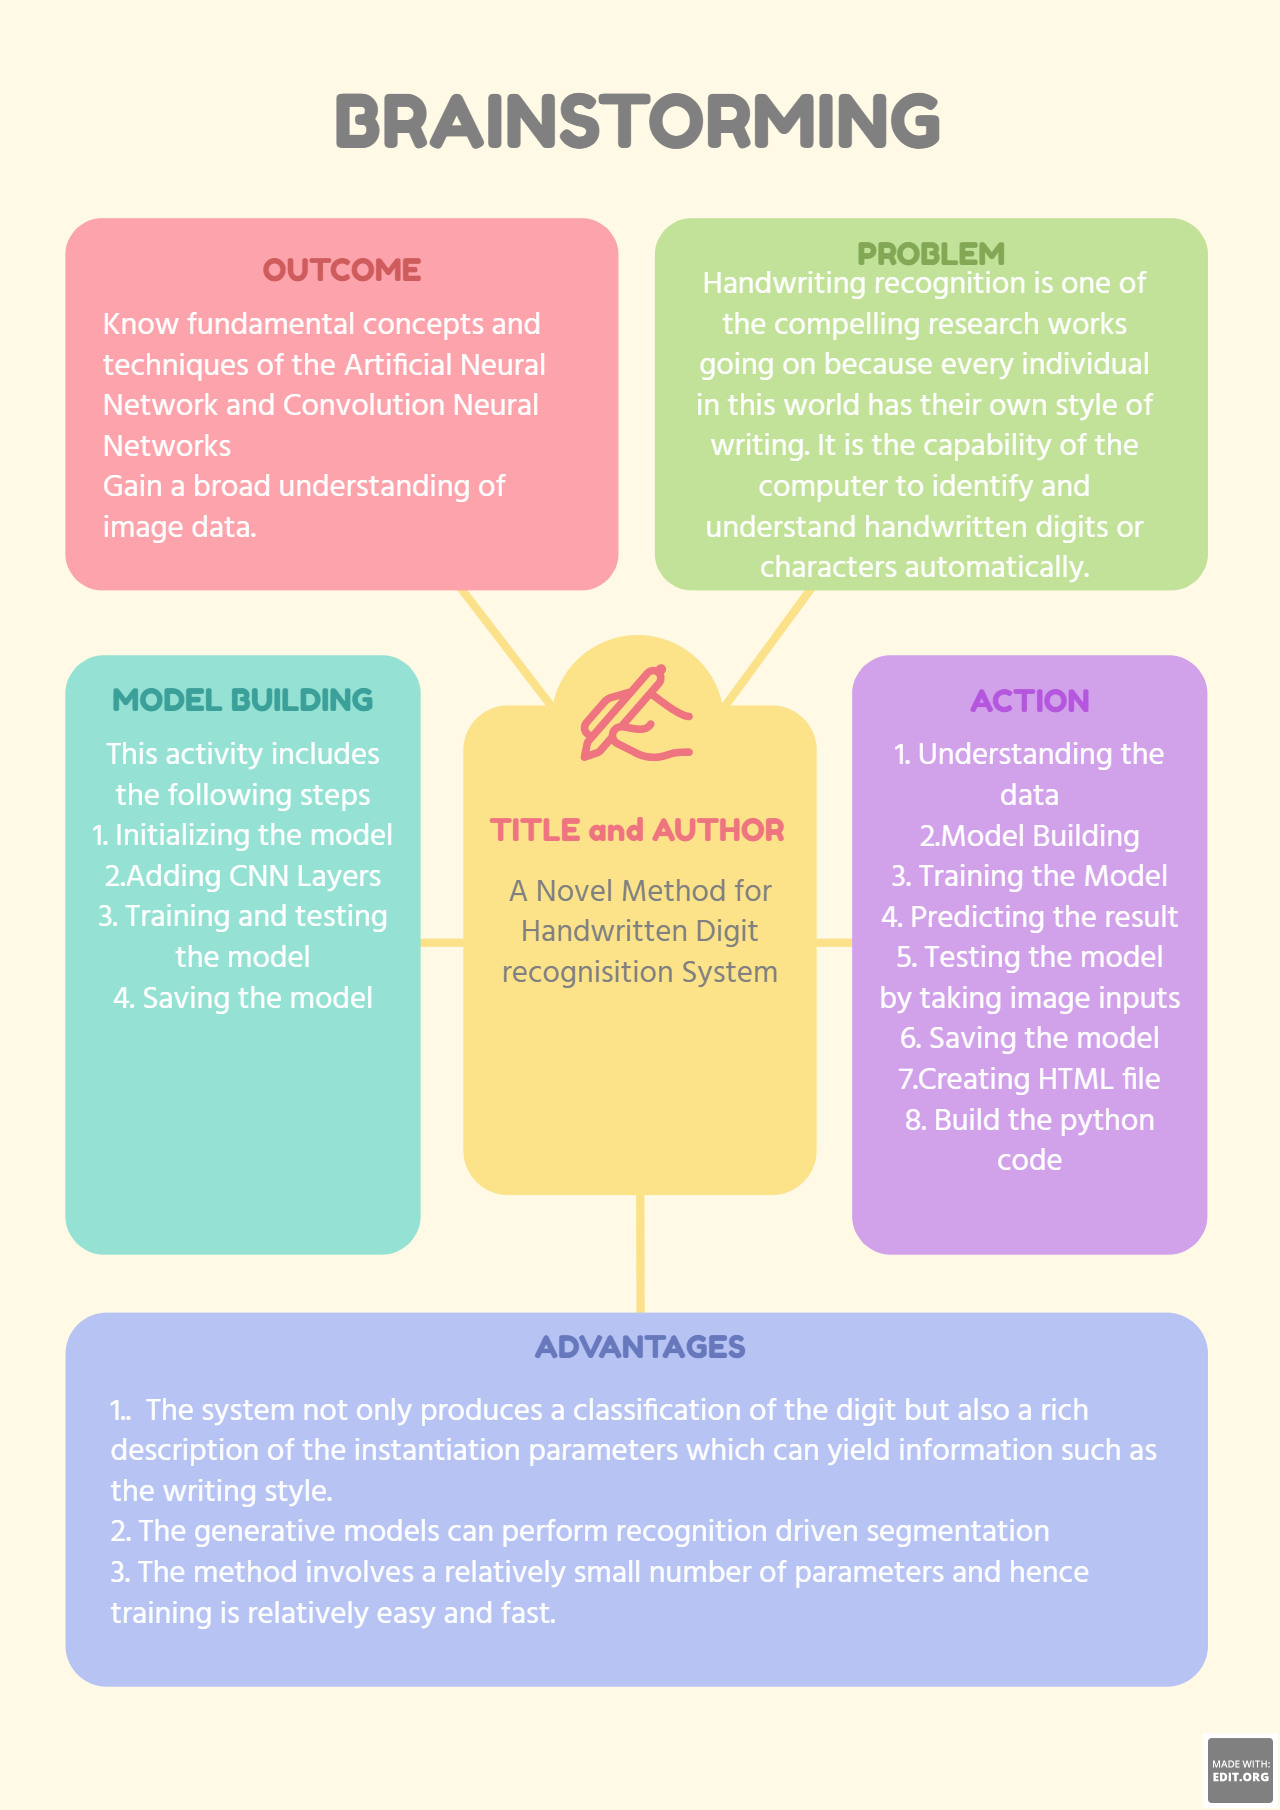 BRAINSTORMING
OUTCOME
Know fundamental concepts and
techniques of the Artificial Neural
Network and Convolution Neural
Networks
Gain a broad understanding of
image data.
PROBLEM
Handwriting recognition is one of
the compelling research works
going on because every individual
in this world has their own style of
writing. It is the capability of the
computer to identify and
understand handwritten digits or
characters automatically.
MODEL BUILDING
This activity includes
the following steps
1. Initializing the model
2.Adding CNN Layers
3. Training and testing
the model
4. Saving the model
TITLE and AUTHOR
A Novel Method for
Handwritten Digit
recognisition System
ACTION
1. Understanding the
data
2.Model Building
3. Training the Model
4. Predicting the result
5. Testing the model
by taking image inputs
6. Saving the model
7.Creating HTML file
8. Build the python
code
ADVANTAGES
1..  The system not only produces a classification of the digit but also a rich
description of the instantiation parameters which can yield information such as
the writing style.
2. The generative models can perform recognition driven segmentation
3. The method involves a relatively small number of parameters and hence
training is relatively easy and fast.
MADE WITH:
EDIT.ORG